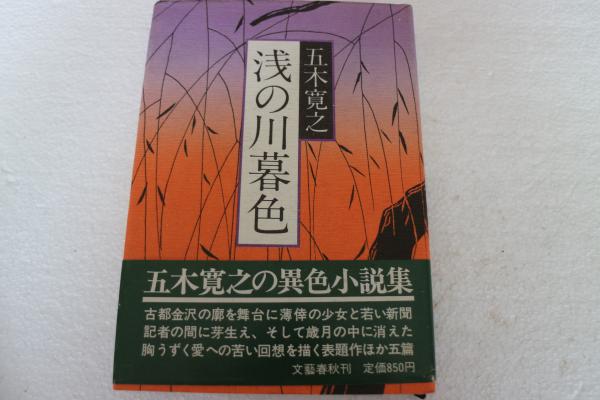 五木寛之
浅の川暮色
五木寛之の異色小説集
古都金沢の廓を舞台に薄倖の少女と若い新聞
記者の間に芽生え、そして歳月の中に消えた
胸うずく愛への苦い回想を描く表題作ほか五篇
文藝春秋刊 定価850円